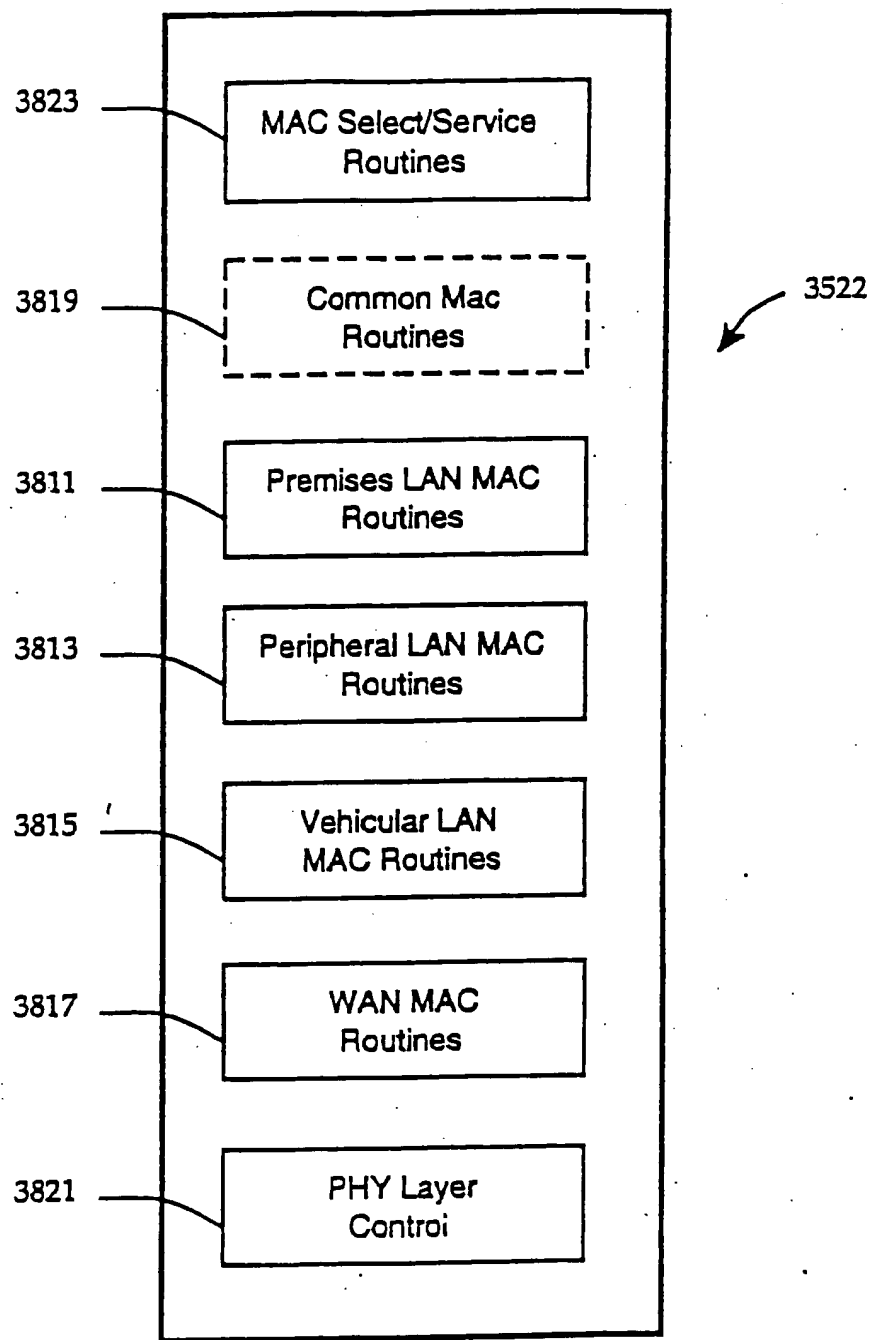 3823
MAC Select/Service
Routines
3819
Common Mac
Routines
3522
3811
Premises LAN MAC
Routines
3813
Peripheral LAN MAC
Routines
3815
Vehicular LAN
MAC Routines
3817
WAN MAC
Routines
3821
PHY Layer
Control